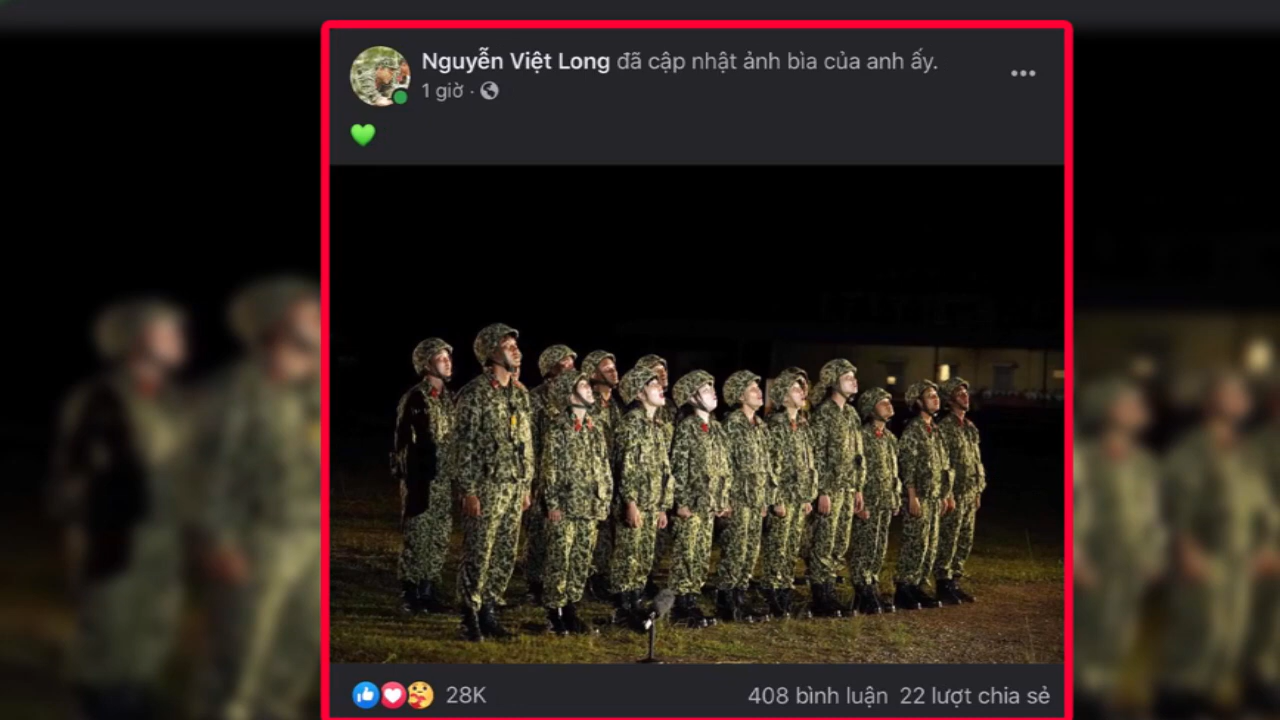 Nguyễn Việt Long đã cập nhật ảnh bìa của anh ấy.
1 giờ ·
28K 408 bình luận 22 lượt chia sẻ